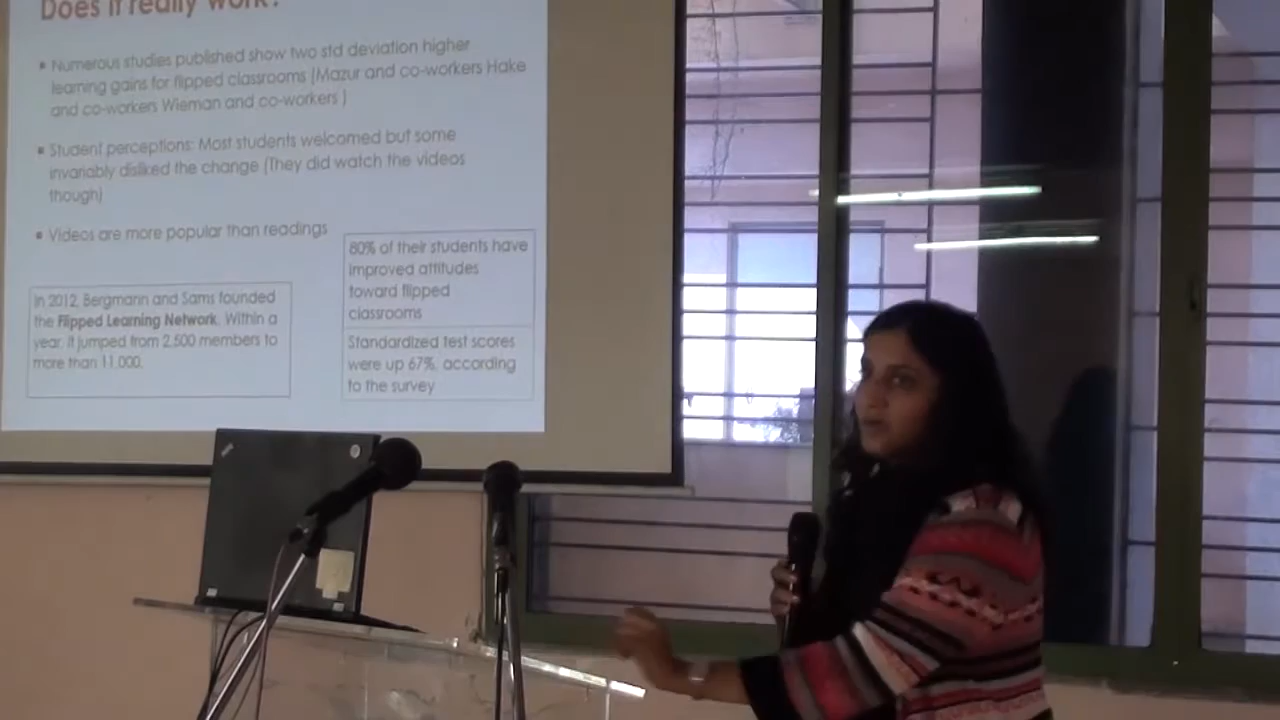 Does it really work?
▪ Numerous studies published show two std deviation higher
learning gains for flipped classrooms (Mazur and co-workers Hake
and co-workers Wieman and co-workers )
▪ Student perceptions: Most students welcomed but some
invariably disliked the change (They did watch the videos
though)
▪ Videos are more popular than readings
In 2012, Bergmann and Sams founded
the Flipped Learning Network. Within a
year, it jumped from 2,500 members to
more than 11,000.
80% of their students have
improved attitudes
toward flipped
classrooms
Standardized test scores
were up 67%, according
to the survey